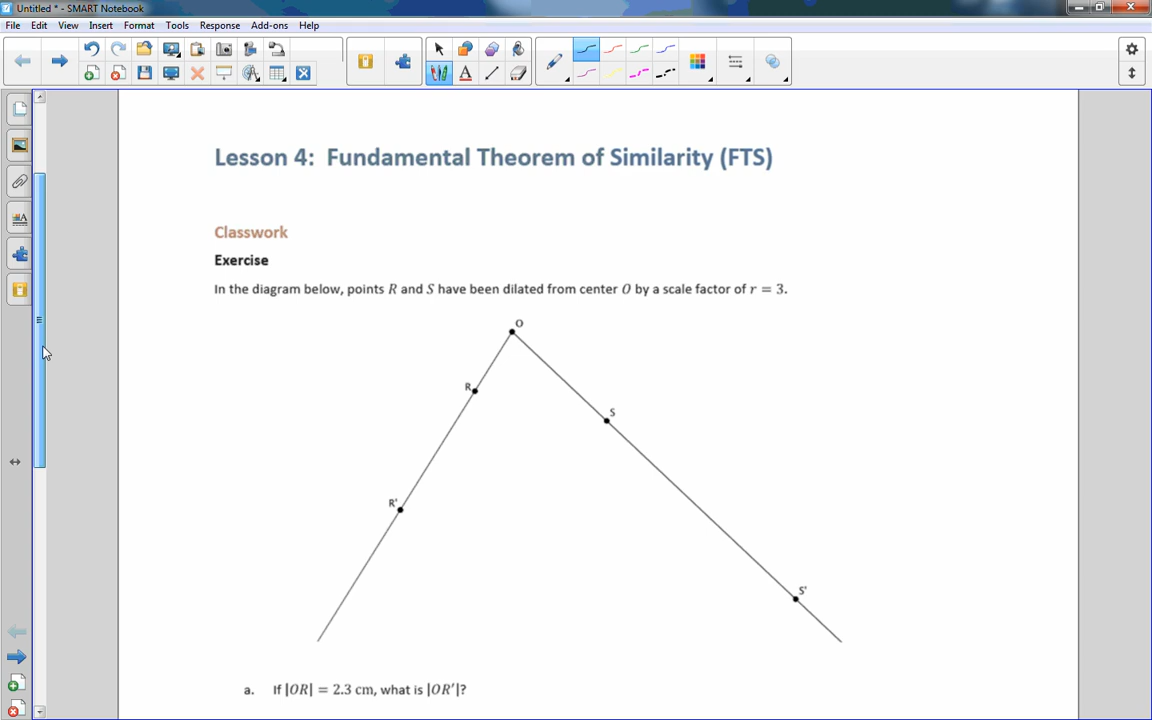 Untitled * - SMART Notebook
File Edit View Insert Format Tools Response Add-ons Help
Lesson 4: Fundamental Theorem of Similarity (FTS)
Classwork
Exercise
In the diagram below, points R and S have been dilated from center O by a scale factor of r = 3.
O
R
S
R'
S'
a. If |OR| = 2.3 cm, what is |OR′|?